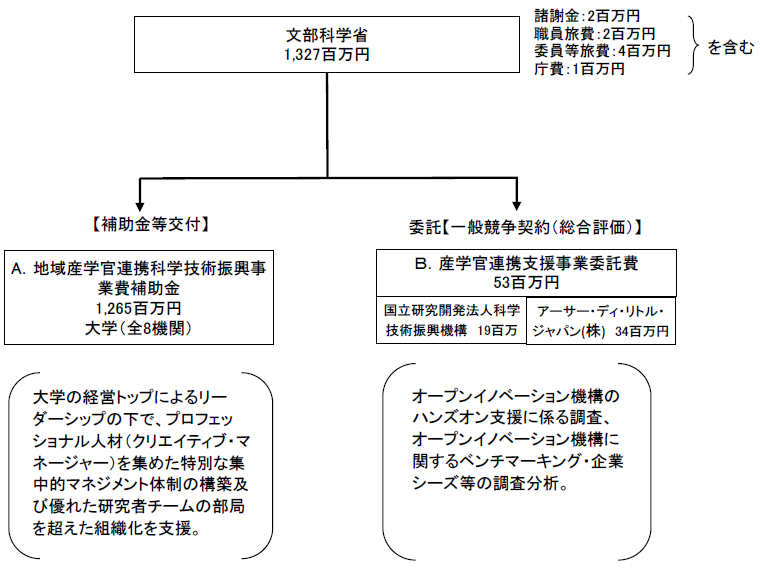 文部科学省
1,327百万円
諸謝金：2百万円
職員旅費：2百万円
委員等旅費：4百万円
庁費：1百万円
を含む
【補助金等交付】
委託【一般競争契約（総合評価）】
A．地域産学官連携科学技術振興事
業費補助金
1,265百万円
大学（全8機関）
B．産学官連携支援事業委託費
53百万円
国立研究開発法人科学
技術振興機構 19百万
アーサー・ディ・リトル・
ジャパン(株) 34百万円
大学の経営トップによるリー
ダーシップの下で、プロフェッ
ショナル人材（クリエイティブ・マ
ネージャー）を集めた特別な集
中的マネジメント体制の構築及
び優れた研究者チームの部局
を超えた組織化を支援。
オープンイノベーション機構の
ハンズオン支援に係る調査、
オープンイノベーション機構に
関するベンチマーキング・企業
シーズ等の調査分析。